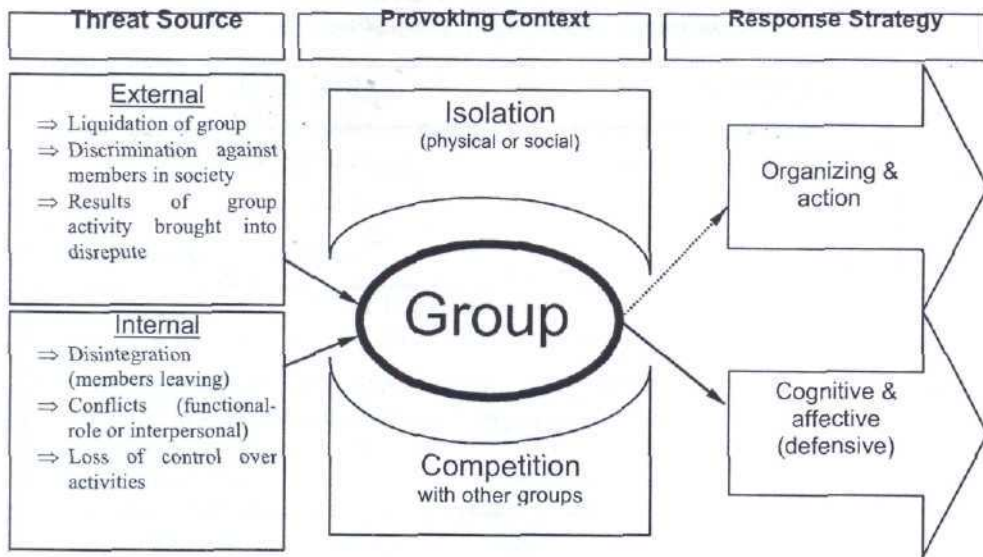 Threat Source
Provoking Context
Response Strategy
External
⇒ Liquidation of group
⇒ Discrimination against
members in society
⇒ Results of group
activity brought into
disrepute
Internal
⇒ Disintegration
(members leaving)
⇒ Conflicts (functional-
role or interpersonal)
⇒ Loss of control over
activities
Isolation
(physical or social)
Group
Competition
with other groups
Organizing &
action
Cognitive &
affective
(defensive)